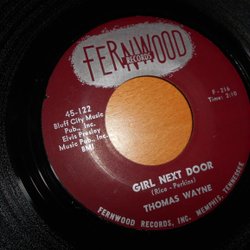 FERNWOOD
RECORDS
45-122
Bluff City Music
Pub., Inc.
Elvis Presley
Music Pub., Inc.
BMI
F-216
Time: 2:10
GIRL NEXT DOOR
(Rice - Perkins)
THOMAS WAYNE
FERNWOOD RECORDS, INC. MEMPHIS, TENNESSEE